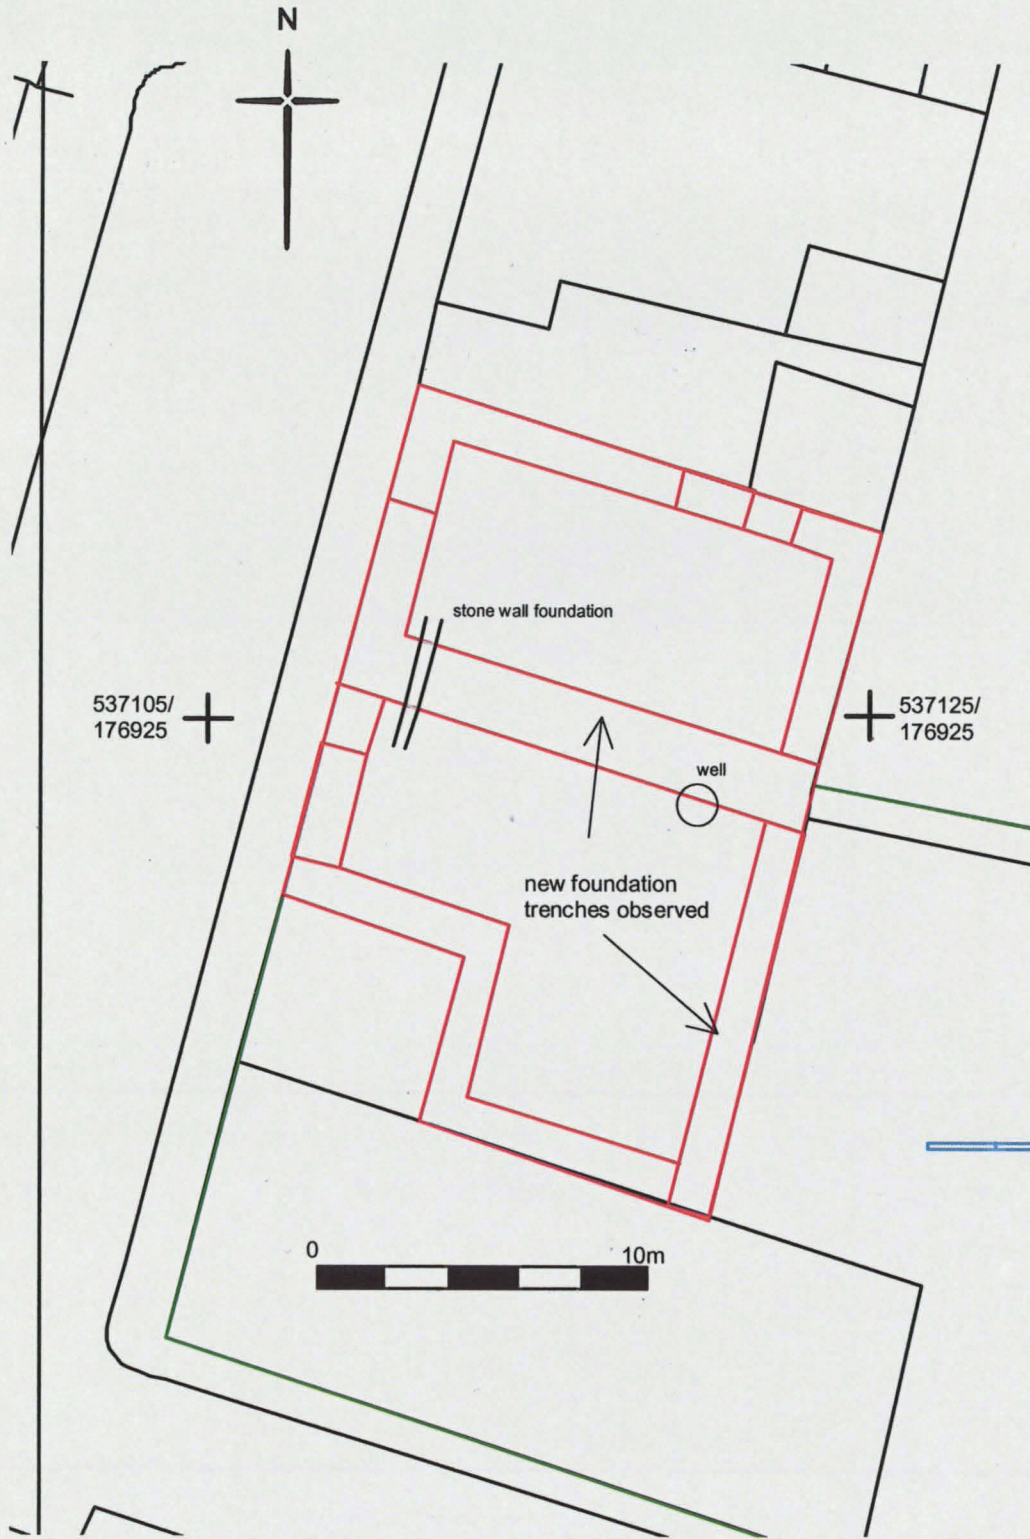 N
stone wall foundation
537105/
176925
537125/
176925
well
new foundation
trenches observed
0
10m